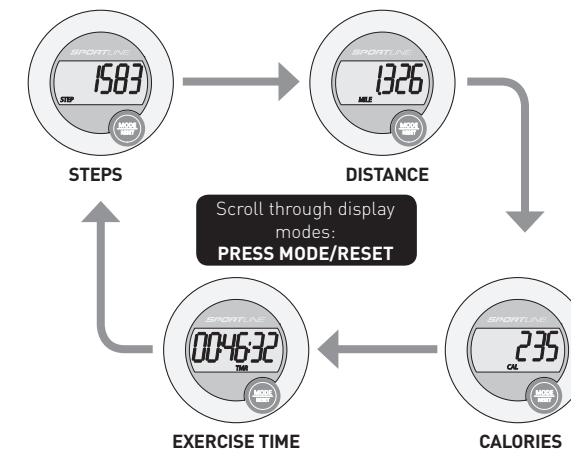 SPORTLINE
1583
STEP
MODE
RESET
STEPS
SPORTLINE
1.326
MILE
MODE
RESET
DISTANCE
Scroll through display
modes:
PRESS MODE/RESET
SPORTLINE
00:46:32
TMR
MODE
RESET
EXERCISE TIME
SPORTLINE
235
CAL
MODE
RESET
CALORIES